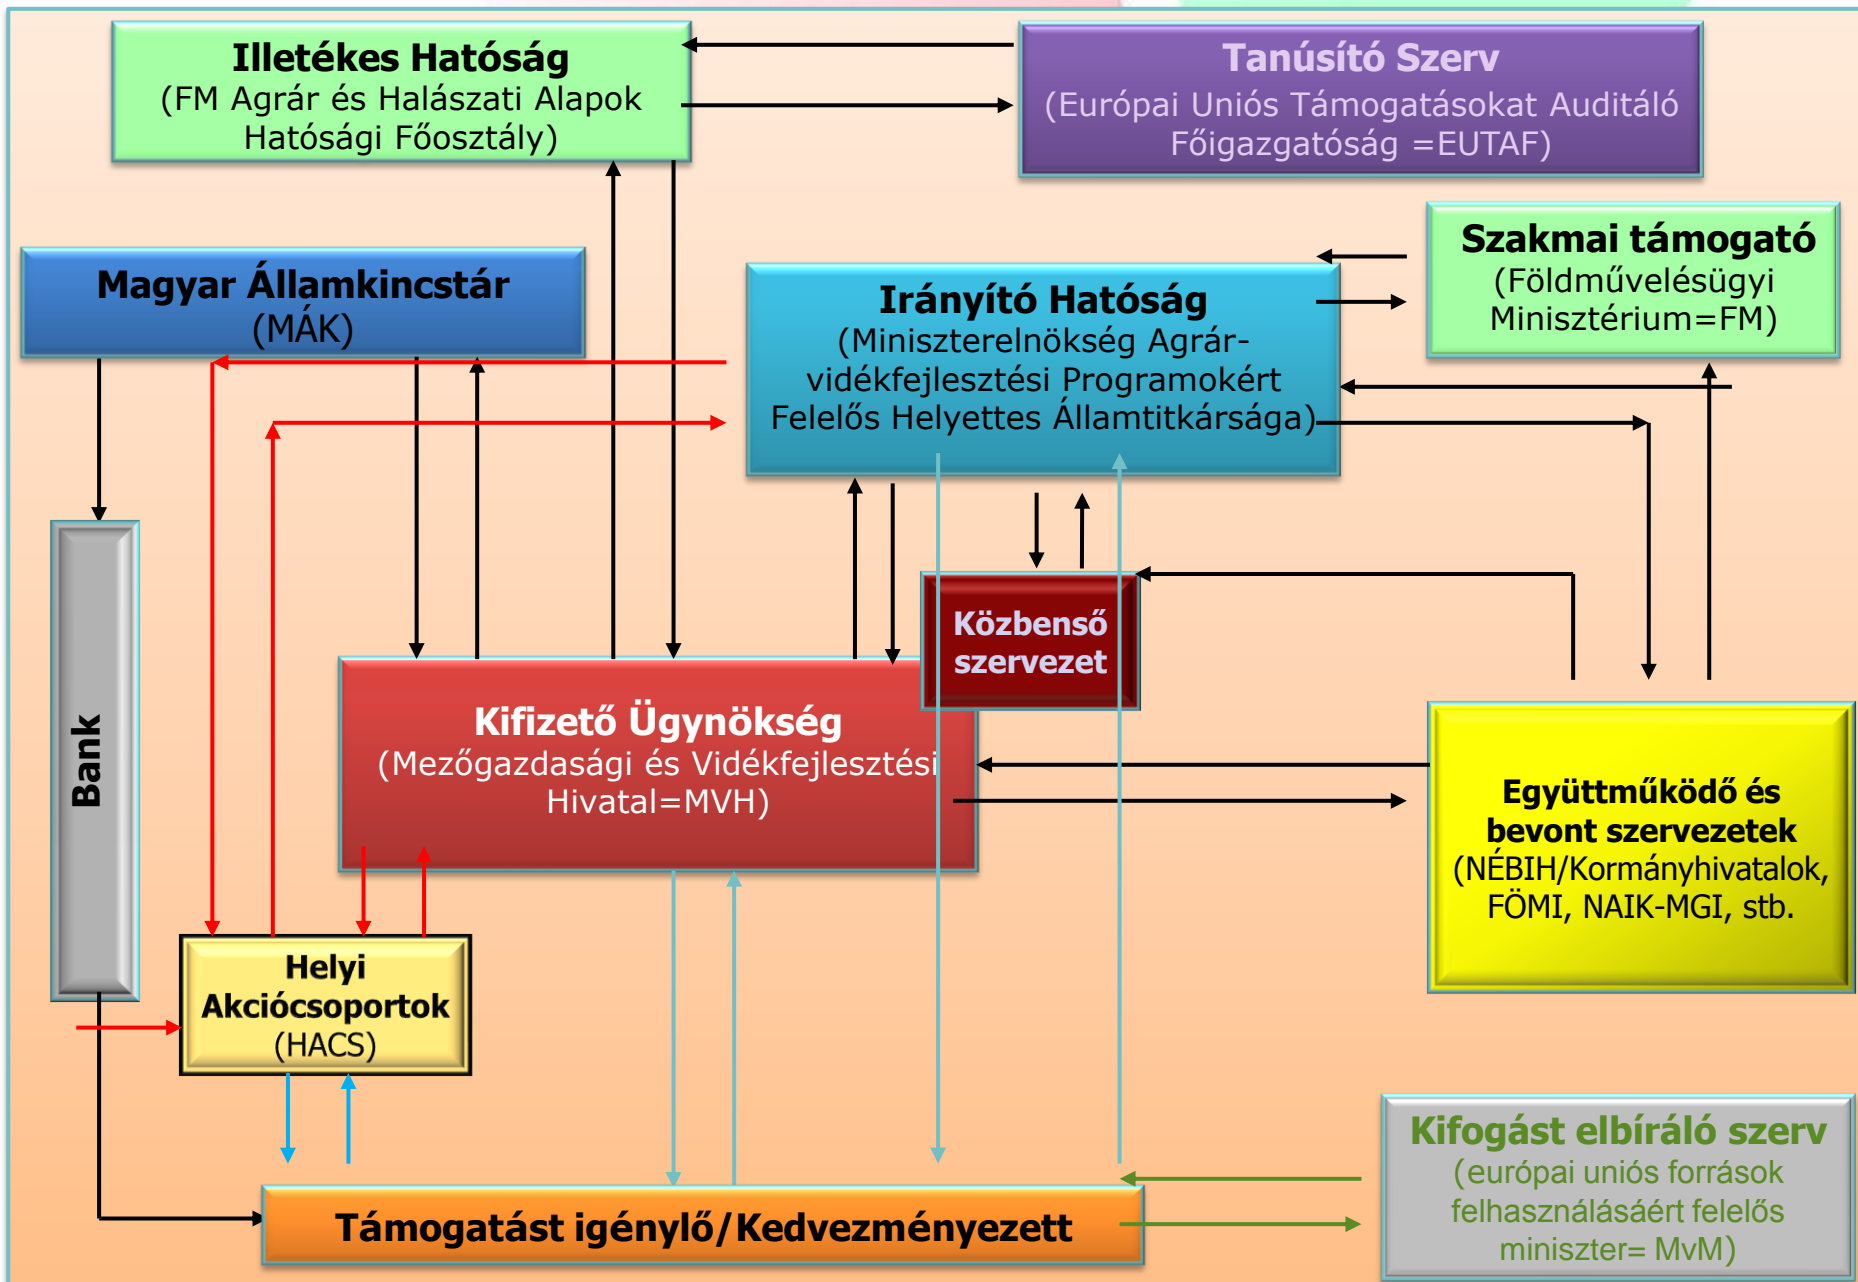 Illetékes Hatóság
(FM Agrár és Halászati Alapok
Hatósági Főosztály)
Tanúsító Szerv
(Európai Uniós Támogatásokat Auditáló
Főigazgatóság =EUTAF)
Szakmai támogató
(Földművelésügyi
Minisztérium=FM)
Magyar Államkincstár
(MÁK)
Irányító Hatóság
(Miniszterelnökség Agrár-
vidékfejlesztési Programokért
Felelős Helyettes Államtitkársága)
Bank
Közbenső
szervezet
Kifizető Ügynökség
(Mezőgazdasági és Vidékfejlesztési
Hivatal=MVH)
Együttműködő és
bevont szervezetek
(NÉBIH/Kormányhivatalok,
FÖMI, NAIK-MGI, stb.
Helyi
Akciócsoportok
(HACS)
Kifogást elbíráló szerv
(európai uniós források
felhasználásáért felelős
miniszter= MvM)
Támogatást igénylő/Kedvezményezett